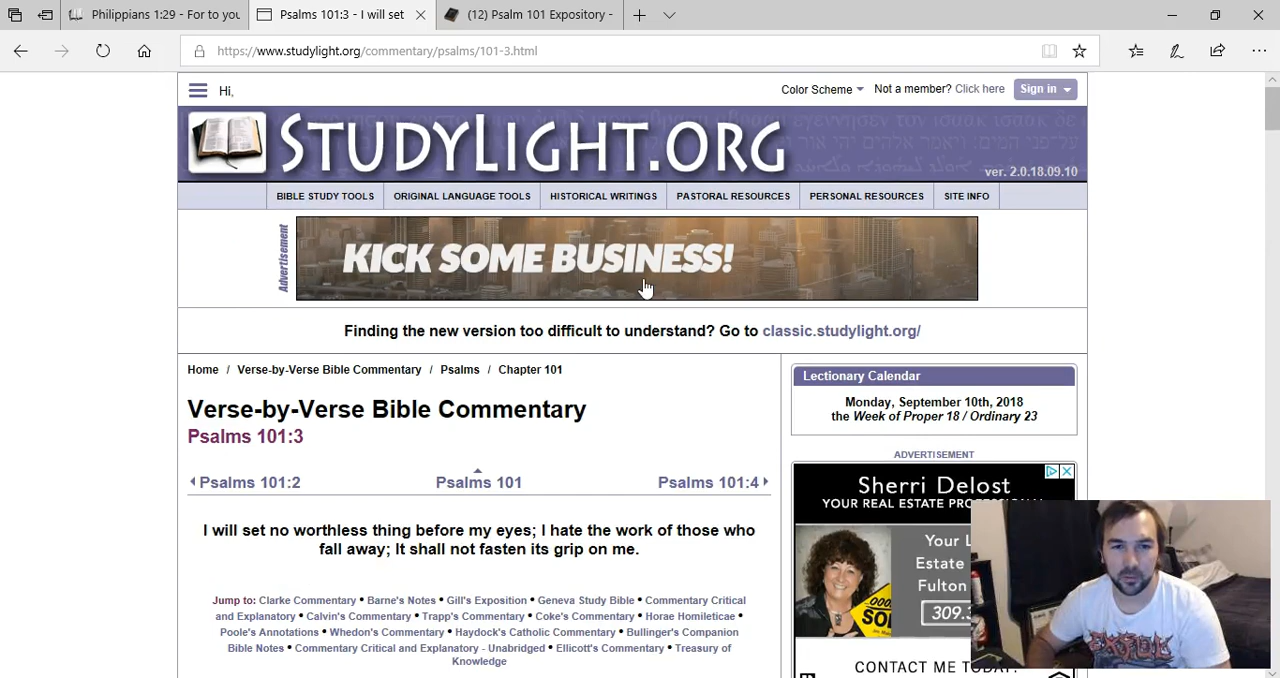 Philippians 1:29 - For to you
Psalms 101:3 - I will set
(12) Psalm 101 Expository -
https://www.studylight.org/commentary/psalms/101-3.html
Hi,
Color Scheme
Not a member? Click here
Sign in
STUDYLIGHT.ORG
ver. 2.0.18.09.10
BIBLE STUDY TOOLS
ORIGINAL LANGUAGE TOOLS
HISTORICAL WRITINGS
PASTORAL RESOURCES
PERSONAL RESOURCES
SITE INFO
Advertisement
KICK SOME BUSINESS!
Finding the new version too difficult to understand? Go to classic.studylight.org/
Home / Verse-by-Verse Bible Commentary / Psalms / Chapter 101
Verse-by-Verse Bible Commentary
Psalms 101:3
Psalms 101:2
Psalms 101
Psalms 101:4
I will set no worthless thing before my eyes; I hate the work of those who
fall away; It shall not fasten its grip on me.
Jump to: Clarke Commentary • Barne's Notes • Gill's Exposition • Geneva Study Bible • Commentary Critical
and Explanatory • Calvin's Commentary • Trapp's Commentary • Coke's Commentary • Horae Homileticae •
Poole's Annotations • Whedon's Commentary • Haydock's Catholic Commentary • Bullinger's Companion
Bible Notes • Commentary Critical and Explanatory - Unabridged • Ellicott's Commentary • Treasury of
Knowledge
Lectionary Calendar
Monday, September 10th, 2018
the Week of Proper 18 / Ordinary 23
ADVERTISEMENT
Sherri Delost
YOUR REAL ESTATE PROFESSIONAL
Your L
Estate
Fulton
309.
CONTACT ME TODAY!